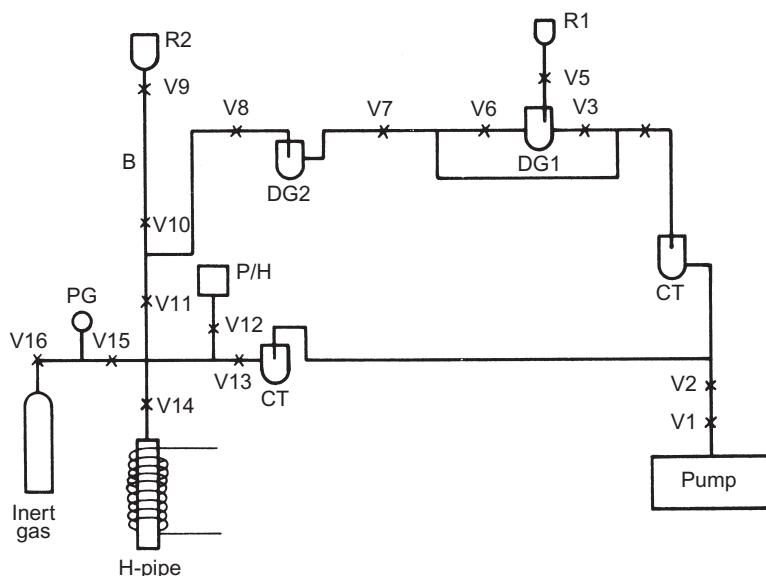 R1
R2
V5
V9
V8
V7
V6
V3
DG1
B
DG2
V10
P/H
CT
PG
V11
V16
V15
V12
V13
CT
V2
V14
V1
Pump
Inert
gas
H-pipe